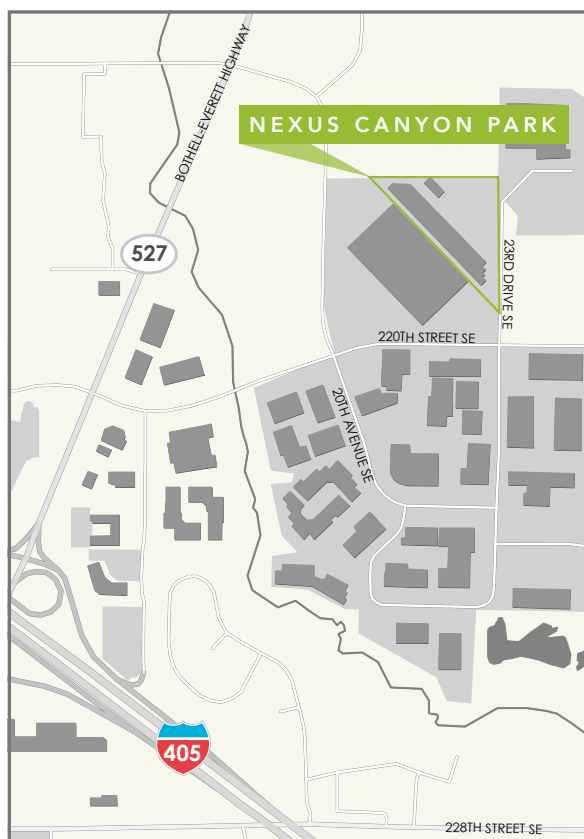 BOTHELL-EVERETT HIGHWAY
NEXUS CANYON PARK
527
23RD DRIVE SE
220TH STREET SE
20TH AVENUE SE
405
228TH STREET SE